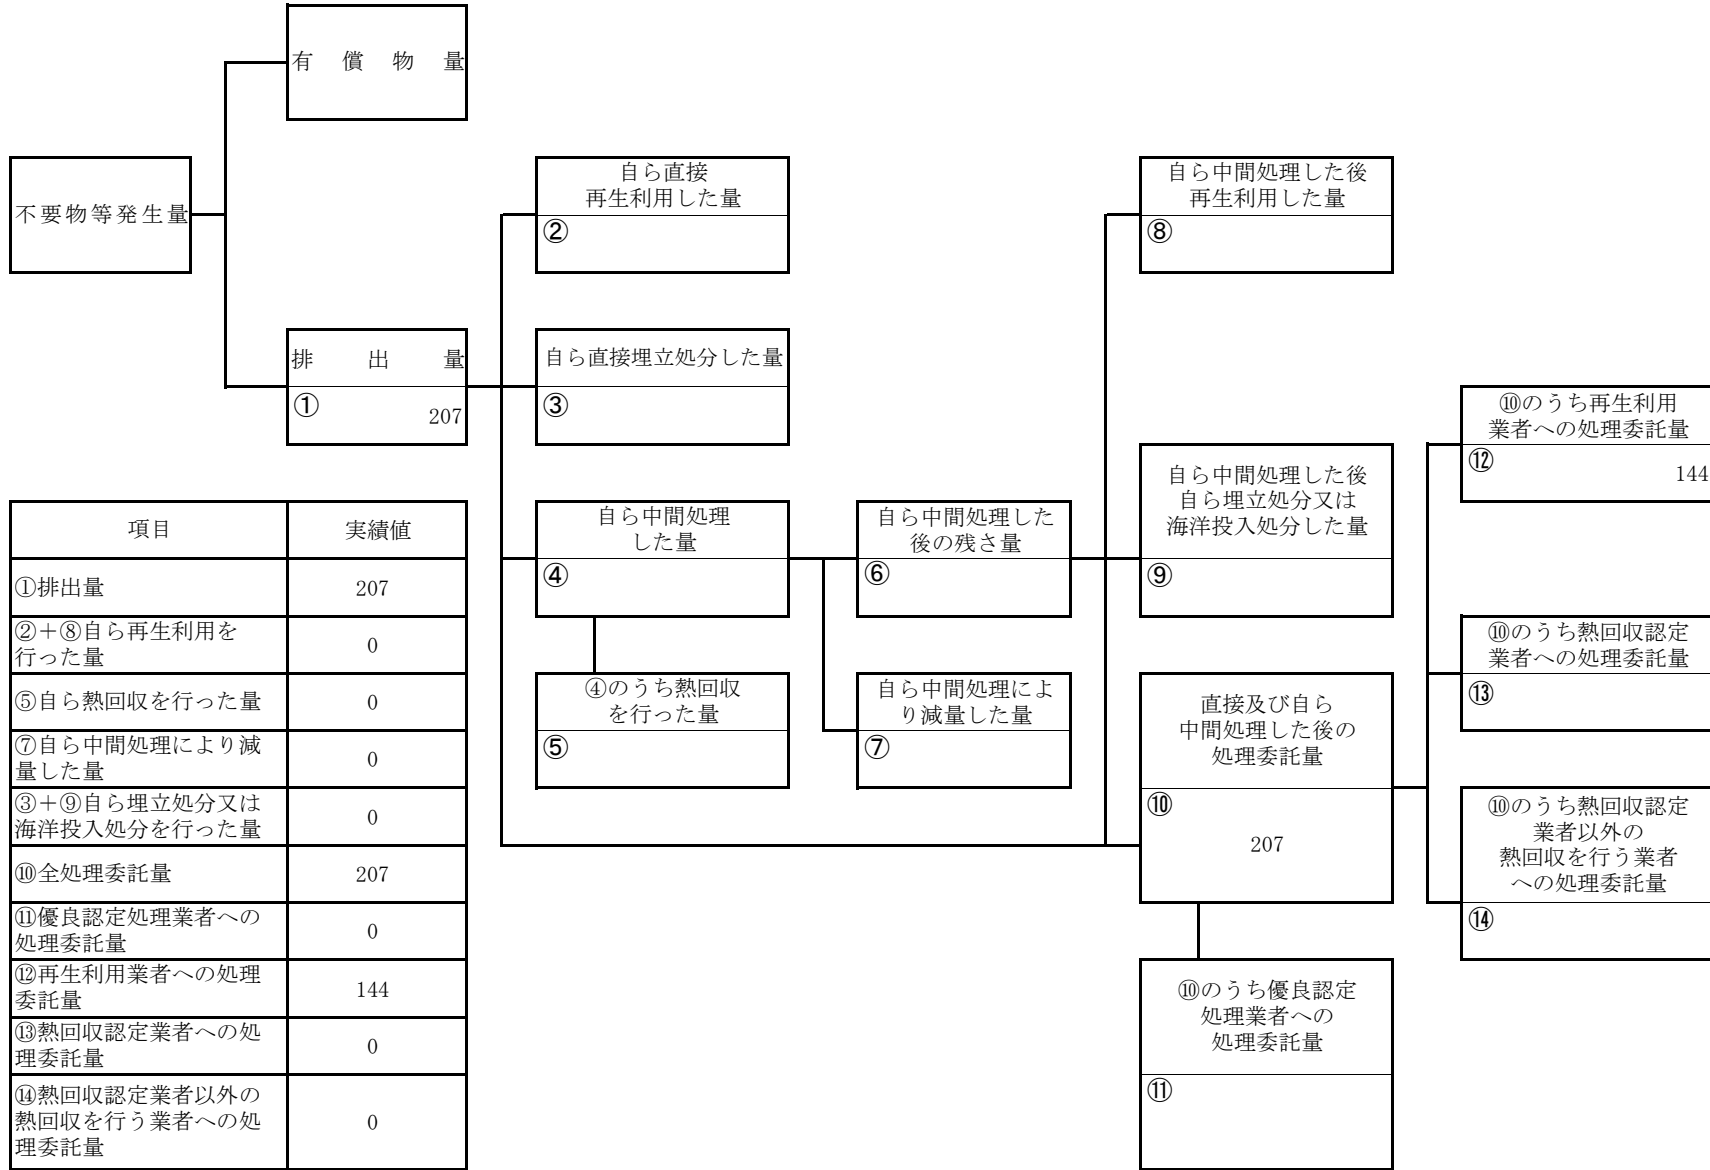 有償物量
不要物等発生量
排出量
①
207
自ら直接
再生利用した量
②
自ら直接埋立処分した量
③
自ら中間処理
した量
④
④のうち熱回収
を行った量
⑤
自ら中間処理した
後の残さ量
⑥
自ら中間処理によ
り減量した量
⑦
自ら中間処理した後
再生利用した量
⑧
自ら中間処理した後
自ら埋立処分又は
海洋投入処分した量
⑨
直接及び自ら
中間処理した後の
処理委託量
⑩
207
⑩のうち優良認定
処理業者への
処理委託量
⑪
⑩のうち再生利用
業者への処理委託量
⑫
144
⑩のうち熱回収認定
業者への処理委託量
⑬
⑩のうち熱回収認定
業者以外の
熱回収を行う業者
への処理委託量
⑭
項目 実績値
①排出量 207
②＋⑧自ら再生利用を
行った量 0
⑤自ら熱回収を行った量 0
⑦自ら中間処理により減
量した量 0
③＋⑨自ら埋立処分又は
海洋投入処分を行った量 0
⑩全処理委託量 207
⑪優良認定処理業者への
処理委託量 0
⑫再生利用業者への処理
委託量 144
⑬熱回収認定業者への処
理委託量 0
⑭熱回収認定業者以外の
熱回収を行う業者への処
理委託量 0